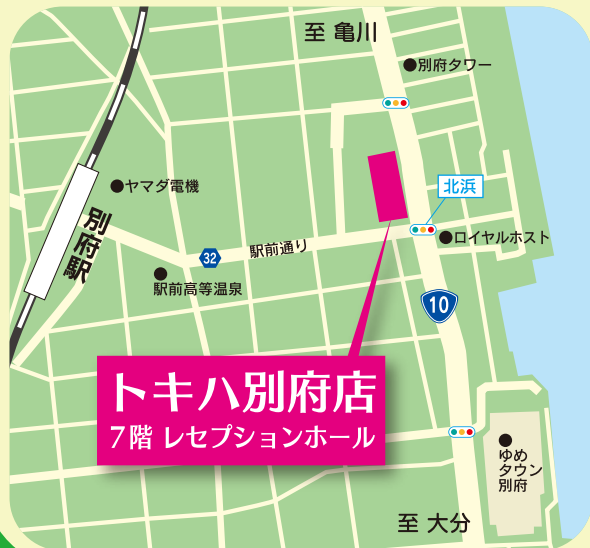 至 亀川
別府タワー
ヤマダ電機
北浜
別府駅
ロイヤルホスト
駅前通り
32
駅前高等温泉
10
トキハ別府店
7階 レセプションホール
ゆめ
タウン
別府
至 大分